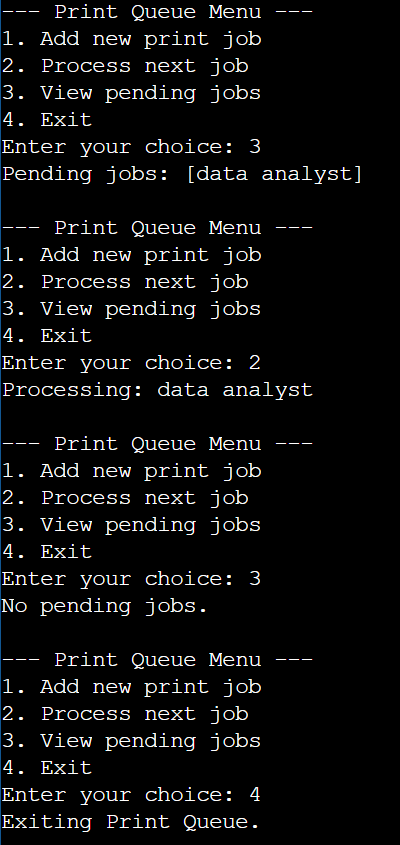 --- Print Queue Menu ---
1. Add new print job
2. Process next job
3. View pending jobs
4. Exit
Enter your choice: 3
Pending jobs: [data analyst]
--- Print Queue Menu ---
1. Add new print job
2. Process next job
3. View pending jobs
4. Exit
Enter your choice: 2
Processing: data analyst
--- Print Queue Menu ---
1. Add new print job
2. Process next job
3. View pending jobs
4. Exit
Enter your choice: 3
No pending jobs.
--- Print Queue Menu ---
1. Add new print job
2. Process next job
3. View pending jobs
4. Exit
Enter your choice: 4
Exiting Print Queue.